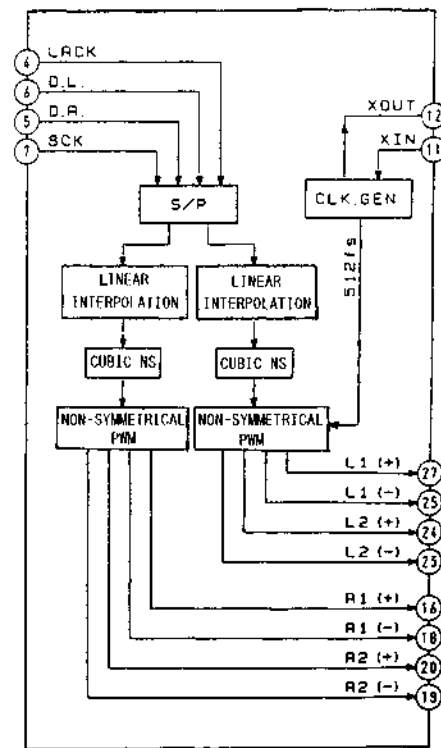 4 LRCK
6 D.L.
5 D.R.
7 SCK
XOUT 12
XIN 11
S/P
CLK.GEN
512fs
LINEAR INTERPOLATION
LINEAR INTERPOLATION
CUBIC NS
CUBIC NS
NON-SYMMETRICAL PWM
NON-SYMMETRICAL PWM
L1 (+) 27
L1 (-) 25
L2 (+) 24
L2 (-) 23
R1 (+) 16
R1 (-) 18
R2 (+) 20
R2 (-) 19